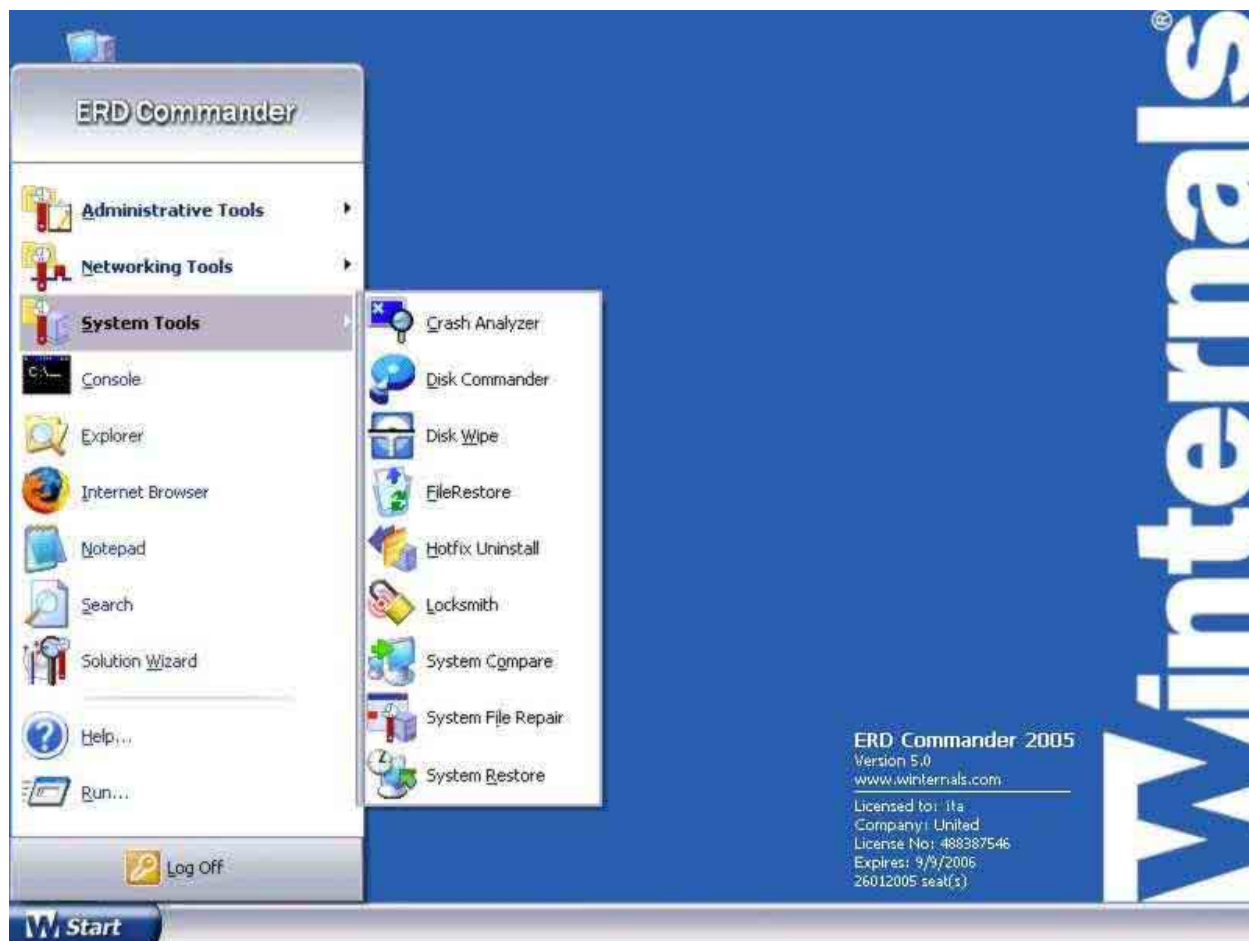 ERD Commander
Administrative Tools
Networking Tools
System Tools
Console
Explorer
Internet Browser
Notepad
Search
Solution Wizard
Help...
Run...
Log Off
Start
Crash Analyzer
Disk Commander
Disk Wipe
FileRestore
Hotfix Uninstall
Locksmith
System Compare
System File Repair
System Restore
C:\_
ERD Commander 2005
Version 5.0
www.winternals.com
Licensed to: Ita
Company: United
License No: 488387546
Expires: 9/9/2006
26012005 seat(s)
Winternals®